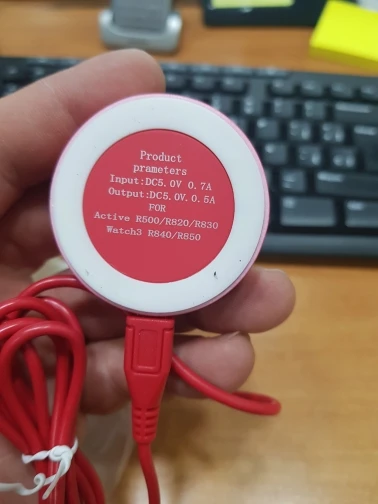 Product
prameters
Input:DC5.0V 0.7A
Output:DC5.0V.0.5A
FOR
Active R500/R820/R830
Watch3 R840/R850